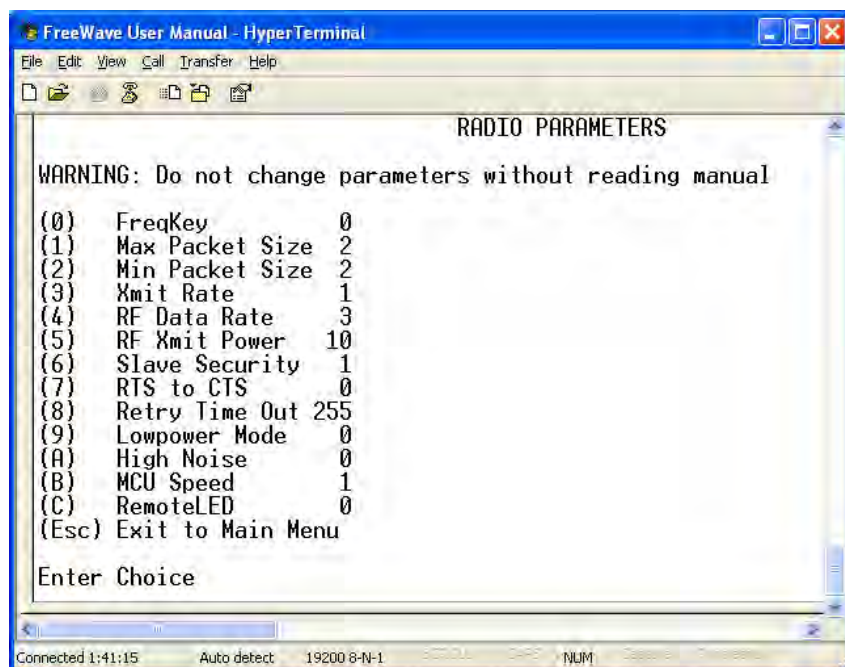 FreeWave User Manual - HyperTerminal
File Edit View Call Transfer Help
RADIO PARAMETERS
WARNING: Do not change parameters without reading manual
(0) FreqKey 0
(1) Max Packet Size 2
(2) Min Packet Size 2
(3) Xmit Rate 1
(4) RF Data Rate 3
(5) RF Xmit Power 10
(6) Slave Security 1
(7) RTS to CTS 0
(8) Retry Time Out 255
(9) Lowpower Mode 0
(A) High Noise 0
(B) MCU Speed 1
(C) RemoteLED 0
(Esc) Exit to Main Menu
Enter Choice
Connected 1:41:15 Auto detect 19200 8-N-1 NUM